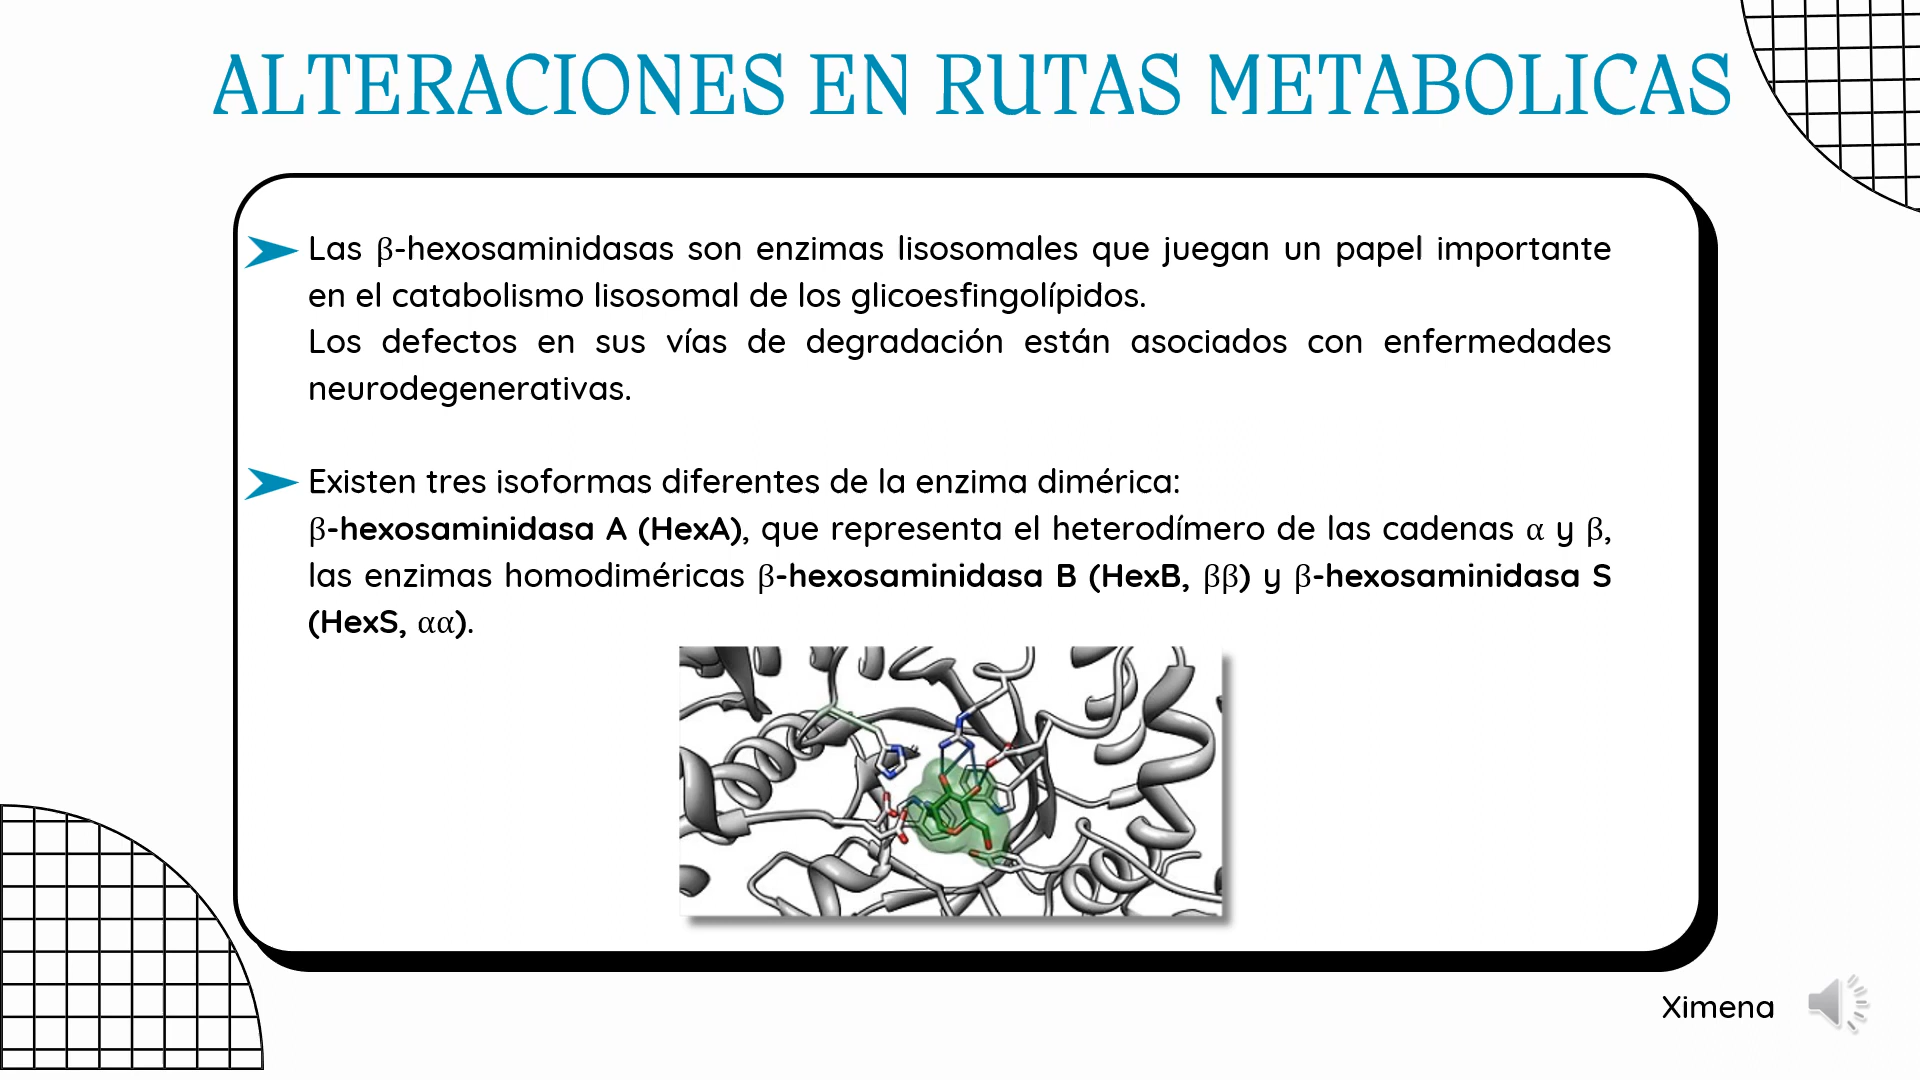 ALTERACIONES EN RUTAS METABOLICAS
Las β-hexosaminidasas son enzimas lisosomales que juegan un papel importante
en el catabolismo lisosomal de los glicoesfingolípidos.
Los defectos en sus vías de degradación están asociados con enfermedades
neurodegenerativas.
Existen tres isoformas diferentes de la enzima dimérica:
β-hexosaminidasa A (HexA), que representa el heterodímero de las cadenas α y β,
las enzimas homodiméricas β-hexosaminidasa B (HexB, ββ) y β-hexosaminidasa S
(HexS, αα).
Ximena